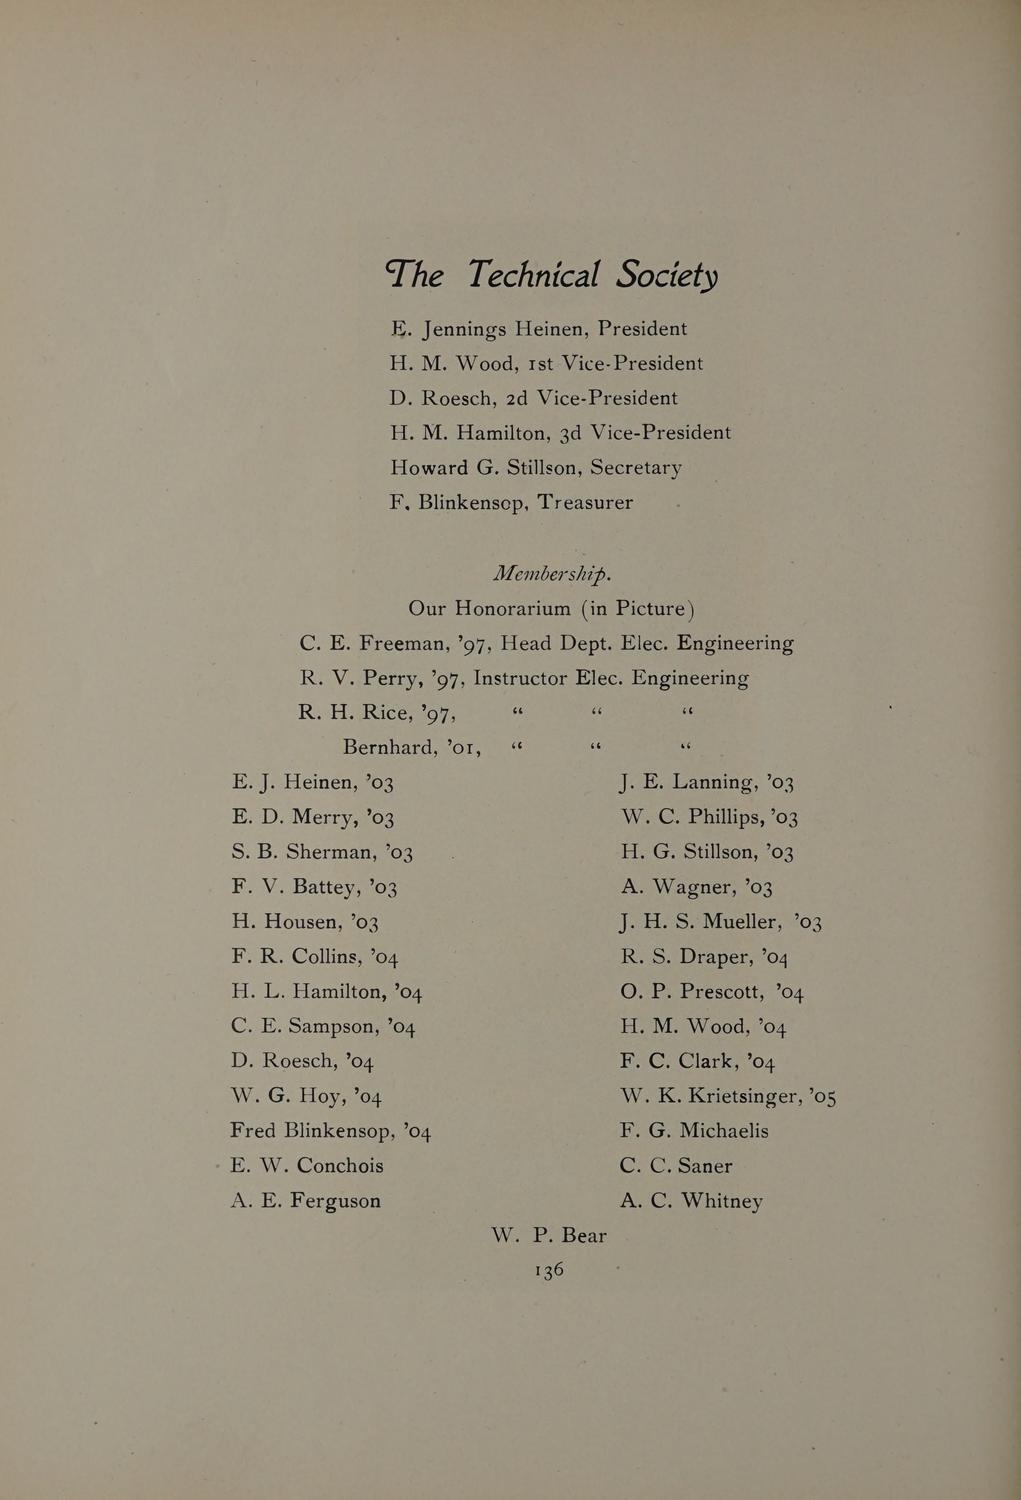 The Technical Society
E. Jennings Heinen, President
H. M. Wood, 1st Vice-President
D. Roesch, 2d Vice-President
H. M. Hamilton, 3d Vice-President
Howard G. Stillson, Secretary
F. Blinkensop, Treasurer
Membership.
Our Honorarium (in Picture)
C. E. Freeman, ’97, Head Dept. Elec. Engineering
R. V. Perry, ’97, Instructor Elec. Engineering
R. H. Rice, ’97, “ “ “
Bernhard, ’01, “ “ “
E. J. Heinen, ’03
E. D. Merry, ’03
S. B. Sherman, ’03
F. V. Battey, ’03
H. Housen, ’03
F. R. Collins, ’04
H. L. Hamilton, ’04
C. E. Sampson, ’04
D. Roesch, ’04
W. G. Hoy, ’04
Fred Blinkensop, ’04
E. W. Conchois
A. E. Ferguson
J. E. Lanning, ’03
W. C. Phillips, ’03
H. G. Stillson, ’03
A. Wagner, ’03
J. H. S. Mueller, ’03
R. S. Draper, ’04
O. P. Prescott, ’04
H. M. Wood, ’04
F. C. Clark, ’04
W. K. Krietsinger, ’05
F. G. Michaelis
C. C. Saner
A. C. Whitney
W. P. Bear
136